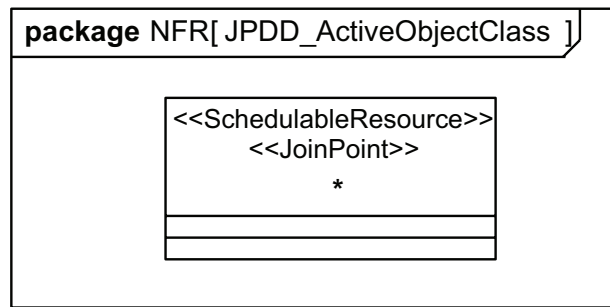 package NFR[ JPDD_ActiveObjectClass ]
<<SchedulableResource>>
<<JoinPoint>>
*